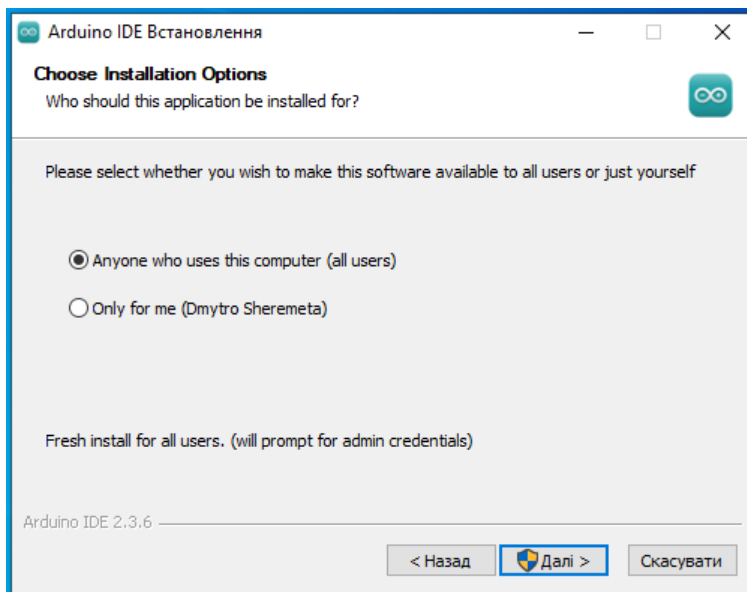 Arduino IDE Встановлення
Choose Installation Options
Who should this application be installed for?
Please select whether you wish to make this software available to all users or just yourself
Anyone who uses this computer (all users)
Only for me (Dmytro Sheremeta)
Fresh install for all users. (will prompt for admin credentials)
Arduino IDE 2.3.6
< Назад
Далі >
Скасувати